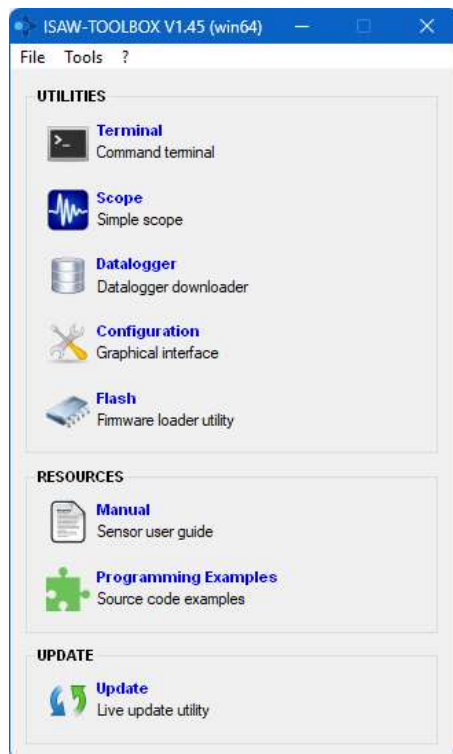 ISAW-TOOLBOX V1.45 (win64)
File Tools ?
UTILITIES
Terminal
Command terminal
Scope
Simple scope
Datalogger
Datalogger downloader
Configuration
Graphical interface
Flash
Firmware loader utility
RESOURCES
Manual
Sensor user guide
Programming Examples
Source code examples
UPDATE
Update
Live update utility